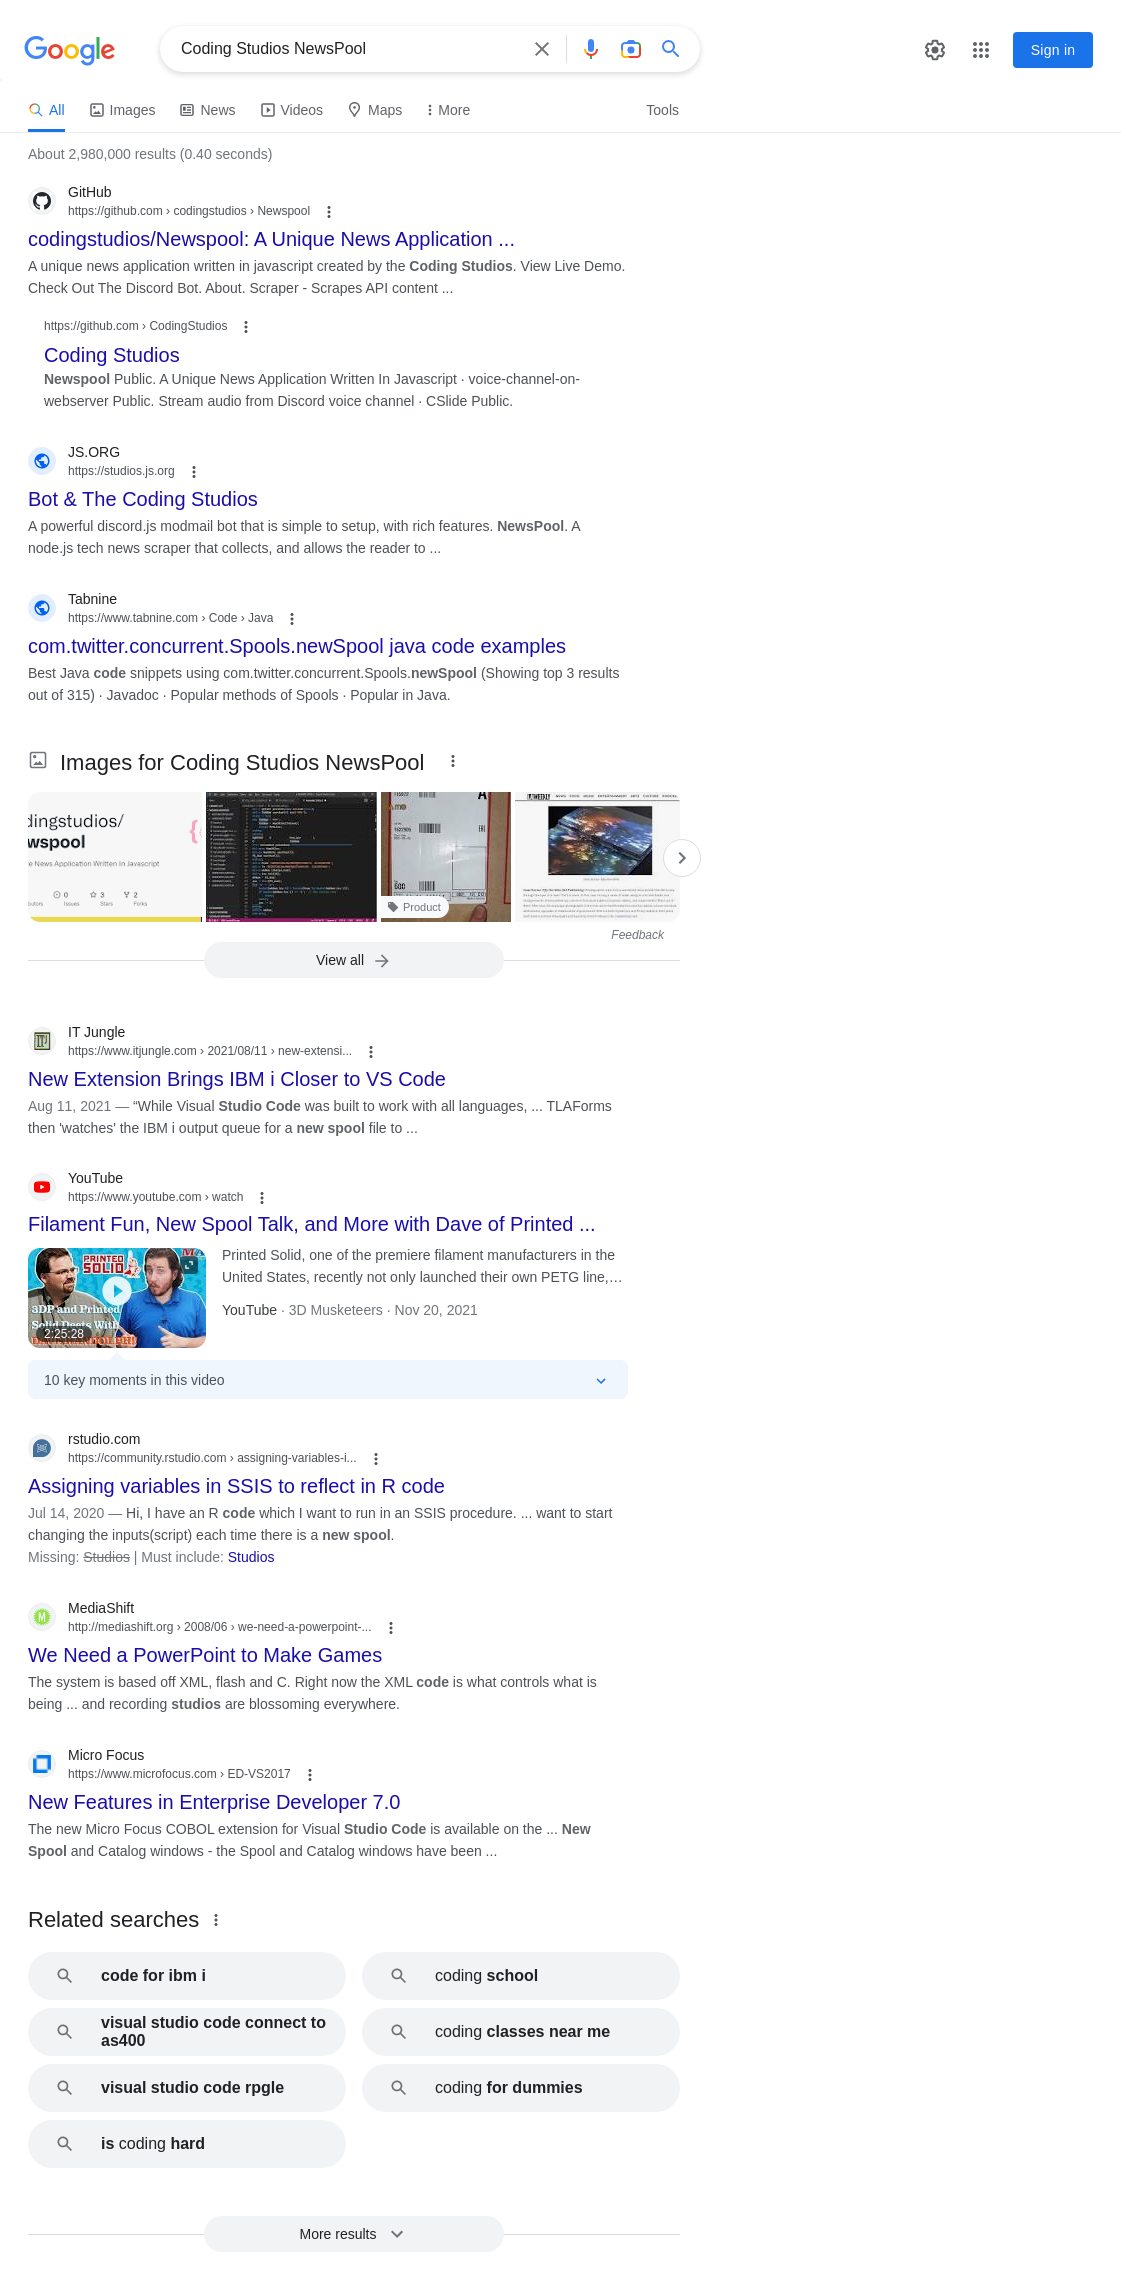 Google
Coding Studios NewsPool
Sign in
All
Images
News
Videos
Maps
More
Tools
About 2,980,000 results (0.40 seconds)
GitHub
https://github.com › codingstudios › Newspool
codingstudios/Newspool: A Unique News Application ...
A unique news application written in javascript created by the Coding Studios. View Live Demo.
Check Out The Discord Bot. About. Scraper - Scrapes API content ...
https://github.com › CodingStudios
Coding Studios
Newspool Public. A Unique News Application Written In Javascript · voice-channel-on-
webserver Public. Stream audio from Discord voice channel · CSlide Public.
JS.ORG
https://studios.js.org
Bot & The Coding Studios
A powerful discord.js modmail bot that is simple to setup, with rich features. NewsPool. A
node.js tech news scraper that collects, and allows the reader to ...
Tabnine
https://www.tabnine.com › Code › Java
com.twitter.concurrent.Spools.newSpool java code examples
Best Java code snippets using com.twitter.concurrent.Spools.newSpool (Showing top 3 results
out of 315) · Javadoc · Popular methods of Spools · Popular in Java.
Images for Coding Studios NewsPool
dingstudios/
wspool
e News Application Written In Javascript
0
3
2
utors
Issues
Stars
Forks
Product
Feedback
View all
IT Jungle
https://www.itjungle.com › 2021/08/11 › new-extensi...
New Extension Brings IBM i Closer to VS Code
Aug 11, 2021 — “While Visual Studio Code was built to work with all languages, ... TLAForms
then 'watches' the IBM i output queue for a new spool file to ...
YouTube
https://www.youtube.com › watch
Filament Fun, New Spool Talk, and More with Dave of Printed ...
PRINTED
SOLID
3DP and Printed
Solid Deets With
2:25:28
Printed Solid, one of the premiere filament manufacturers in the
United States, recently not only launched their own PETG line,...
YouTube · 3D Musketeers · Nov 20, 2021
10 key moments in this video
rstudio.com
https://community.rstudio.com › assigning-variables-i...
Assigning variables in SSIS to reflect in R code
Jul 14, 2020 — Hi, I have an R code which I want to run in an SSIS procedure. ... want to start
changing the inputs(script) each time there is a new spool.
Missing: Studios | Must include: Studios
MediaShift
http://mediashift.org › 2008/06 › we-need-a-powerpoint-...
We Need a PowerPoint to Make Games
The system is based off XML, flash and C. Right now the XML code is what controls what is
being ... and recording studios are blossoming everywhere.
Micro Focus
https://www.microfocus.com › ED-VS2017
New Features in Enterprise Developer 7.0
The new Micro Focus COBOL extension for Visual Studio Code is available on the ... New
Spool and Catalog windows - the Spool and Catalog windows have been ...
Related searches
code for ibm i
coding school
visual studio code connect to
as400
coding classes near me
visual studio code rpgle
coding for dummies
is coding hard
More results